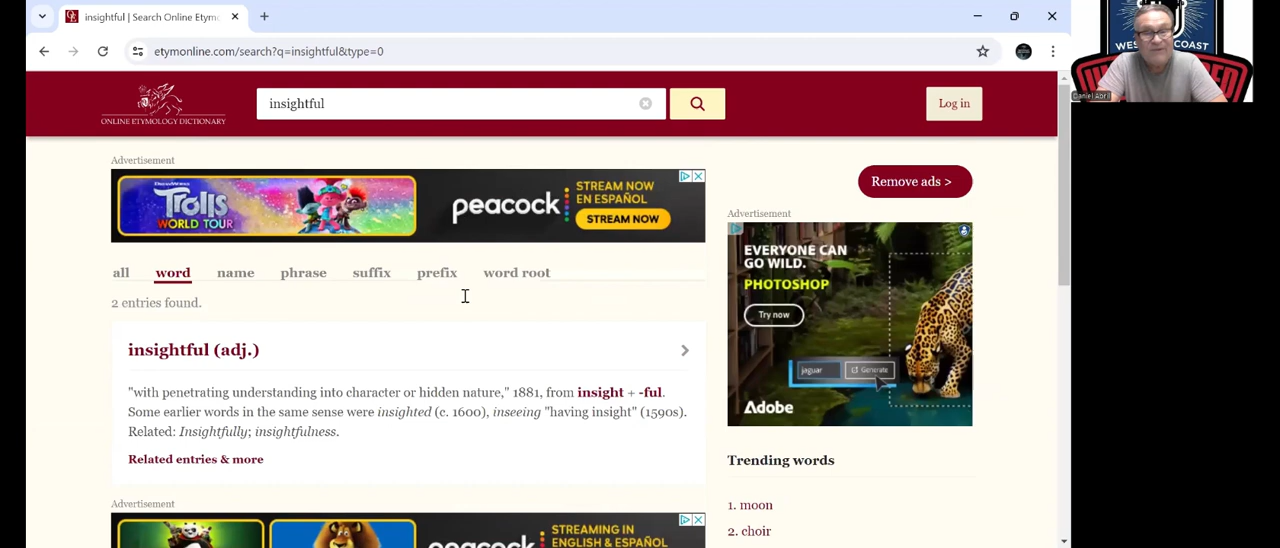 insightful | Search Online Etymo
etymonline.com/search?q=insightful&type=0
ONLINE ETYMOLOGY DICTIONARY
insightful
Log in
Advertisement
DREAMWORKS
Trolls
WORLD TOUR
peacock
STREAM NOW
EN ESPAÑOL
STREAM NOW
Remove ads >
Advertisement
EVERYONE CAN
GO WILD.
PHOTOSHOP
Try now
jaguar
Generate
Adobe
all word name phrase suffix prefix word root
2 entries found.
insightful (adj.)
"with penetrating understanding into character or hidden nature," 1881, from insight + -ful.
Some earlier words in the same sense were insighted (c. 1600), inseeing "having insight" (1590s).
Related: Insightfully; insightfulness.
Related entries & more
Advertisement
peacock
STREAMING IN
ENGLISH & ESPAÑOL
Trending words
1. moon
2. choir
WES
COAST
Daniel Abril